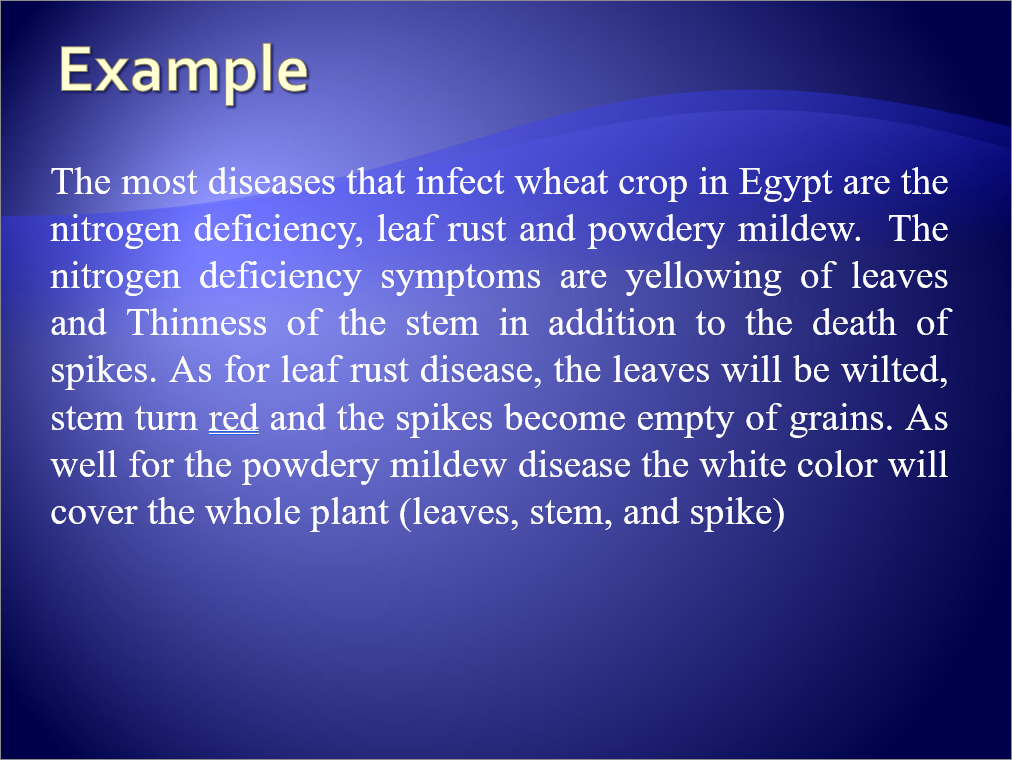 Example
The most diseases that infect wheat crop in Egypt are the
nitrogen deficiency, leaf rust and powdery mildew. The
nitrogen deficiency symptoms are yellowing of leaves
and Thinness of the stem in addition to the death of
spikes. As for leaf rust disease, the leaves will be wilted,
stem turn red and the spikes become empty of grains. As
well for the powdery mildew disease the white color will
cover the whole plant (leaves, stem, and spike)